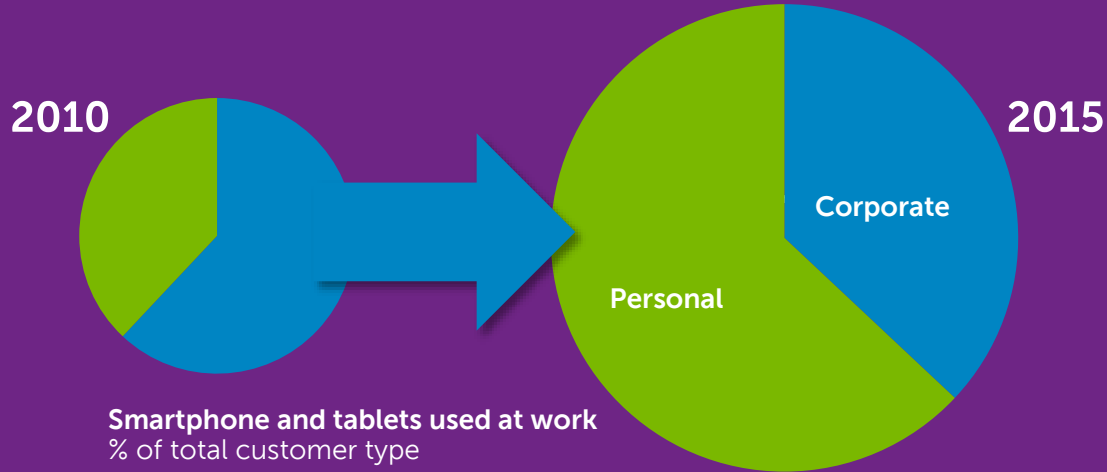 2010
2015
Corporate
Personal
Smartphone and tablets used at work
% of total customer type